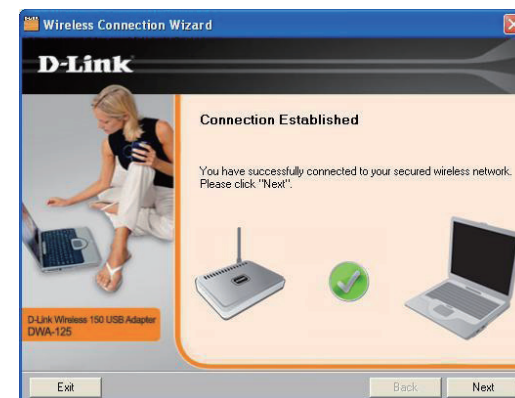 Wireless Connection Wizard
D-Link
Connection Established
You have successfully connected to your secured wireless network.
Please click "Next".
D-Link Wireless 150 USB Adapter
DWA-125
Exit
Back
Next